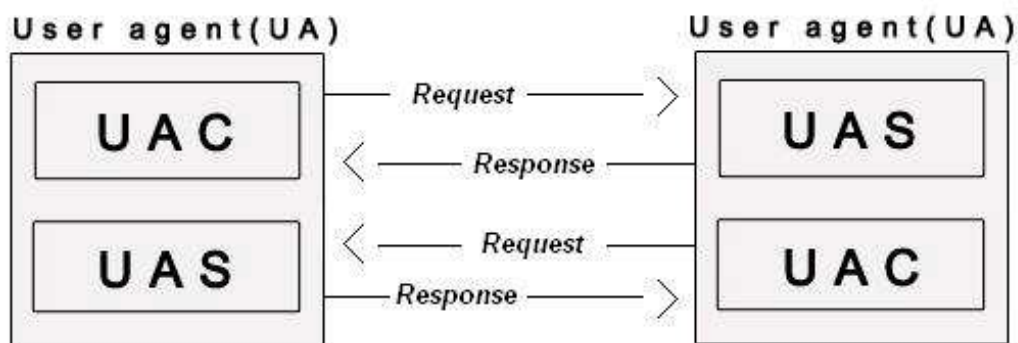 User agent(UA) User agent(UA)
Request
UAC UAS
Response
Request
UAS UAC
Response